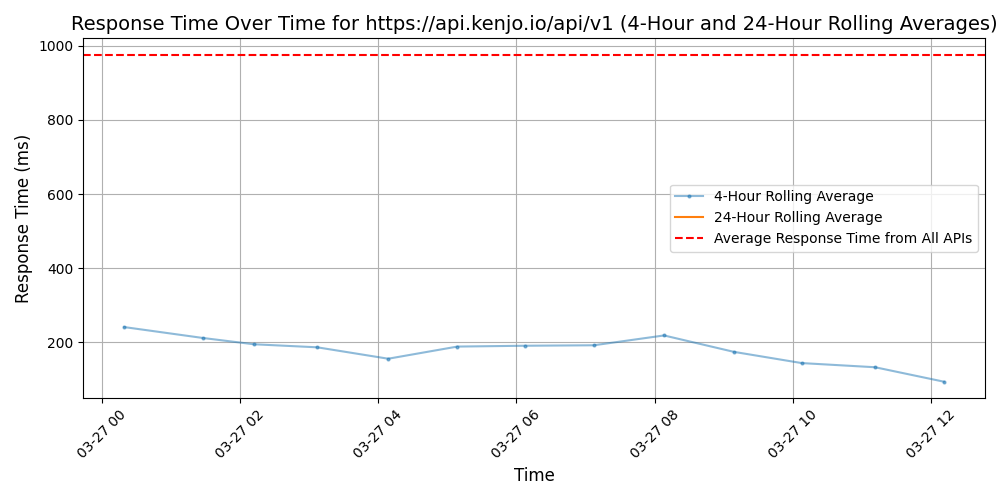 Response Time Over Time for https://api.kenjo.io/api/v1 (4-Hour and 24-Hour Rolling Averages)
Response Time (ms)
1000
800
600
400
200
4-Hour Rolling Average
24-Hour Rolling Average
Average Response Time from All APIs
03-27 00
03-27 02
03-27 04
03-27 06
03-27 08
03-27 10
03-27 12
Time